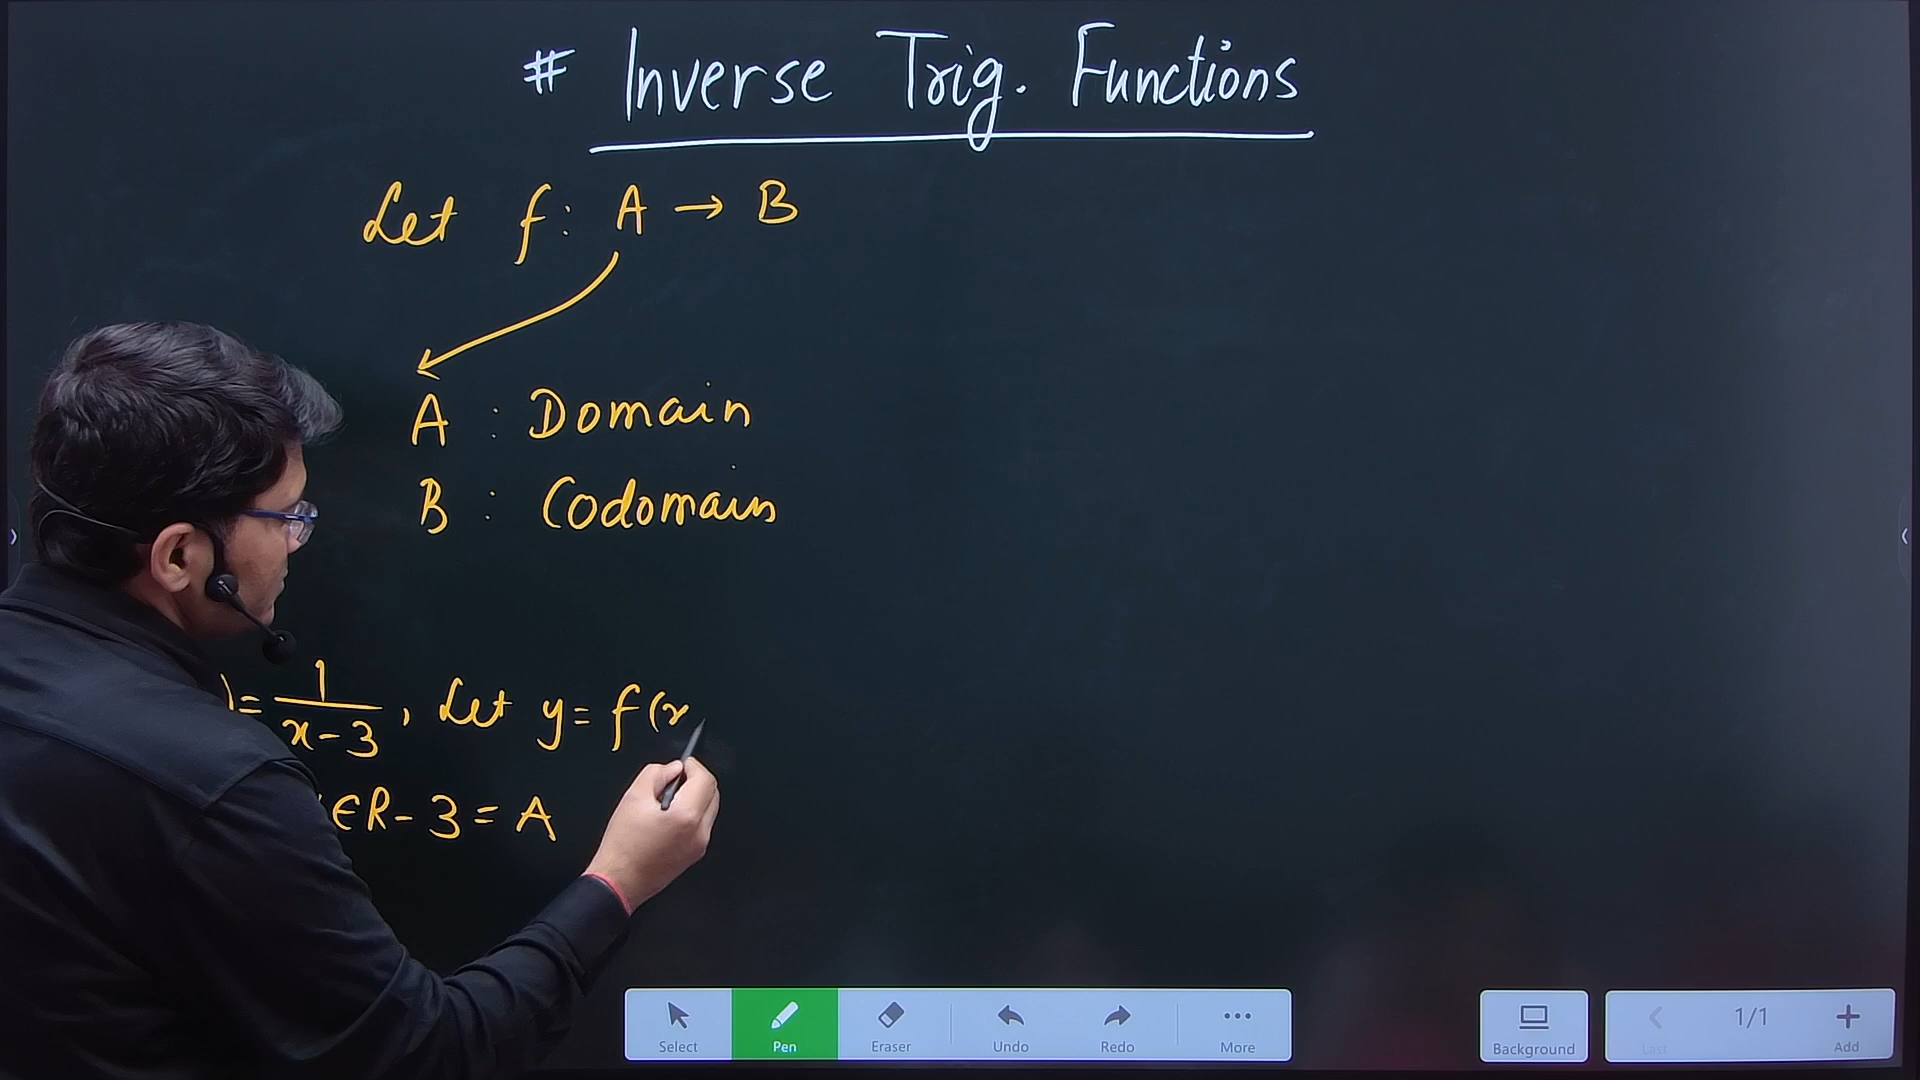 # Inverse Trig. Functions
Let f: A → B
A : Domain
B : Codomain
)= 1/(x-3), Let y= f(x
∈R-3=A
Select Pen Eraser Undo Redo More
Background
1/1
Last Add